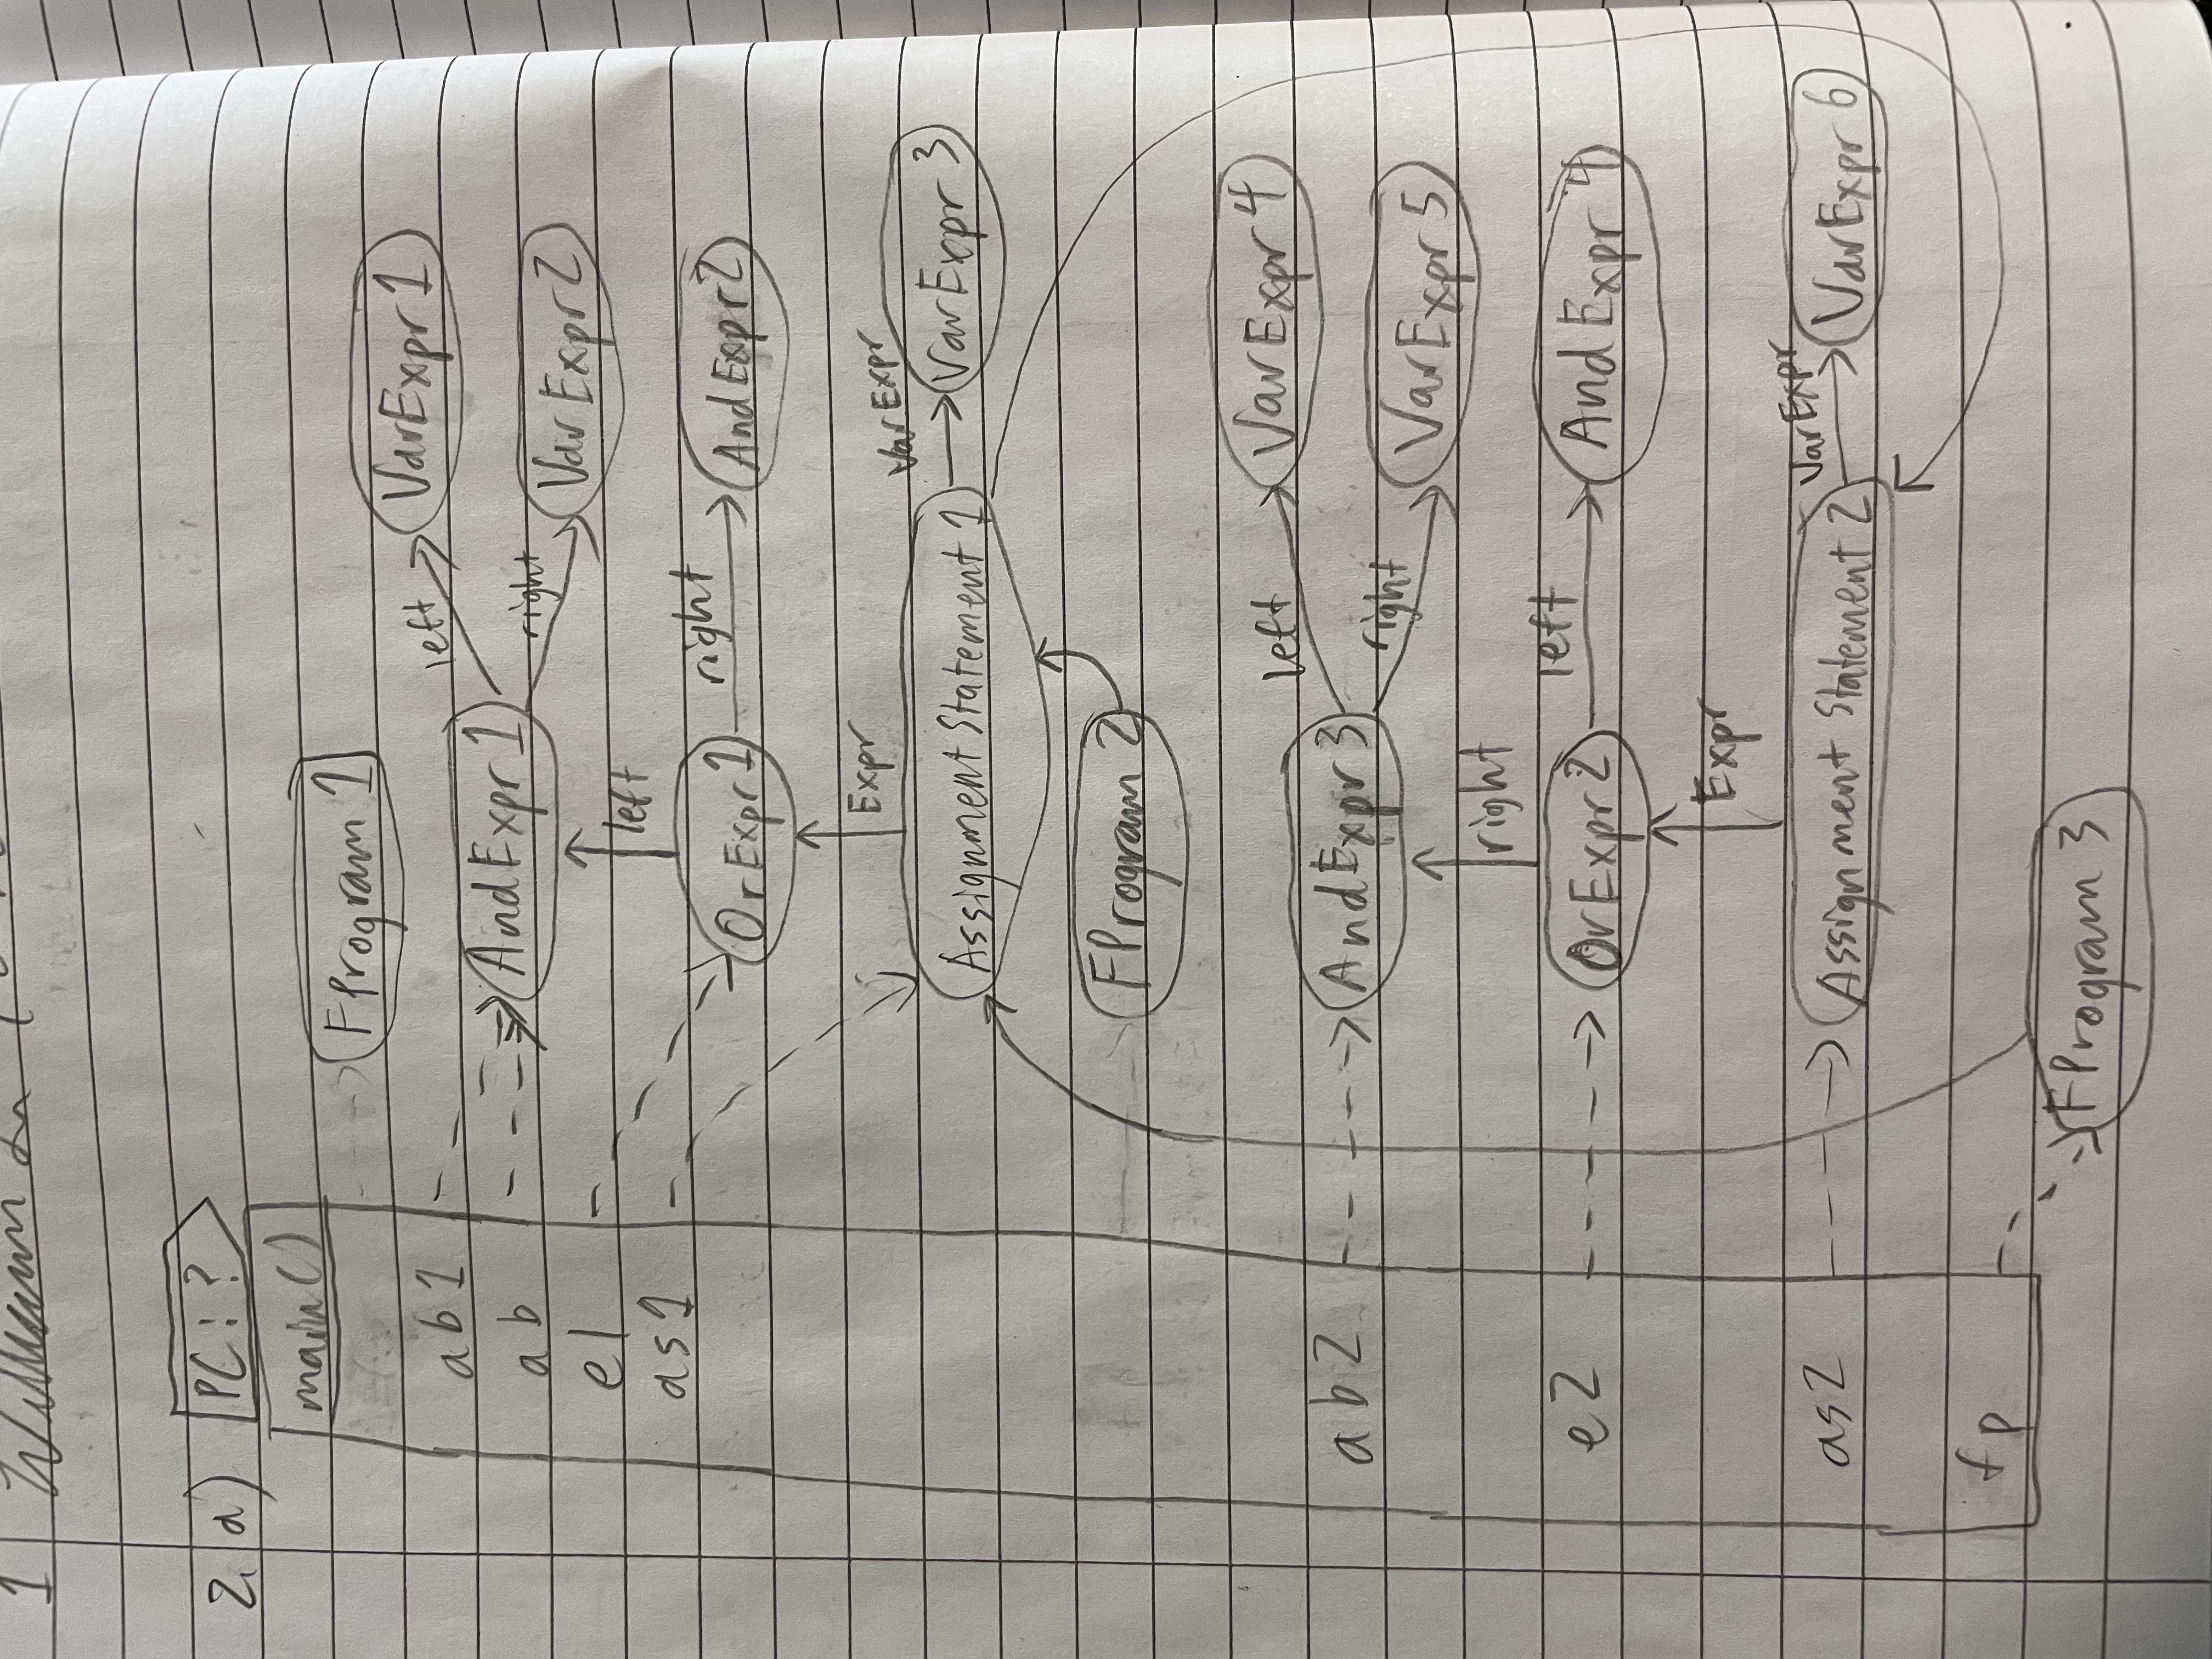 1
2. a) PC: ?
main()
FProgram 1
VarExpr 1
left
ab1
AndExpr 1
ab
right
VarExpr 2
e1
left
as1
right
OrExpr 1
AndExpr 2
Expr
VarExpr
Assignment Statement 1
VarExpr 3
FProgram 2
VarExpr 4
left
ab2
AndExpr 3
right
VarExpr 5
right
left
e2
OrExpr 2
AndExpr 4
Expr
VarExpr
as2
Assignment Statement 2
VarExpr 6
fp
FProgram 3